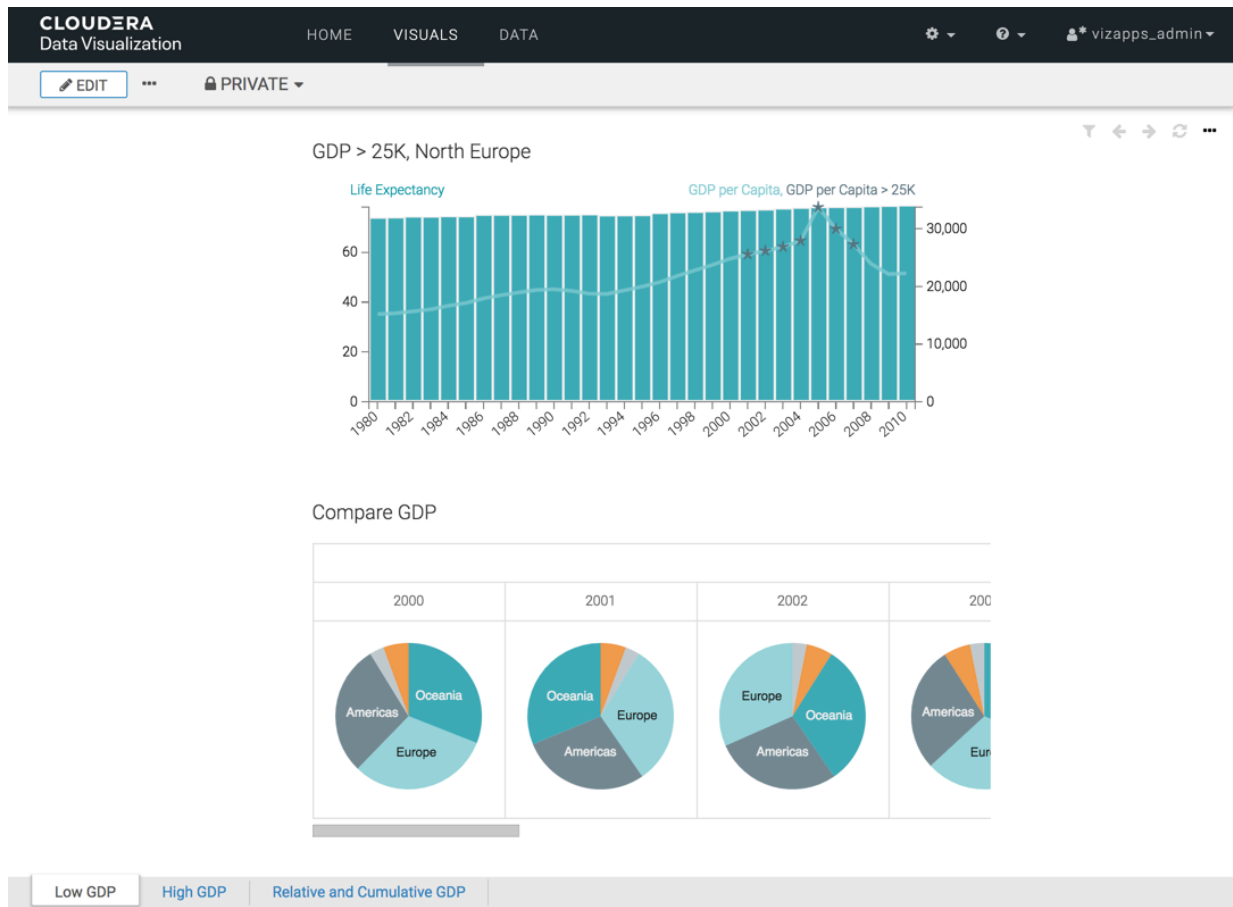 CLOUDERA
Data Visualization
HOME VISUALS DATA
vizapps_admin
EDIT
PRIVATE
GDP > 25K, North Europe
Life Expectancy
GDP per Capita, GDP per Capita > 25K
60
40
20
0
30,000
20,000
10,000
0
1980 1982 1984 1986 1988 1990 1992 1994 1996 1998 2000 2002 2004 2006 2008 2010
Compare GDP
2000 2001 2002 200
Oceania
Americas
Europe
Oceania
Europe
Americas
Europe
Oceania
Americas
Americas
Eur
Low GDP High GDP Relative and Cumulative GDP